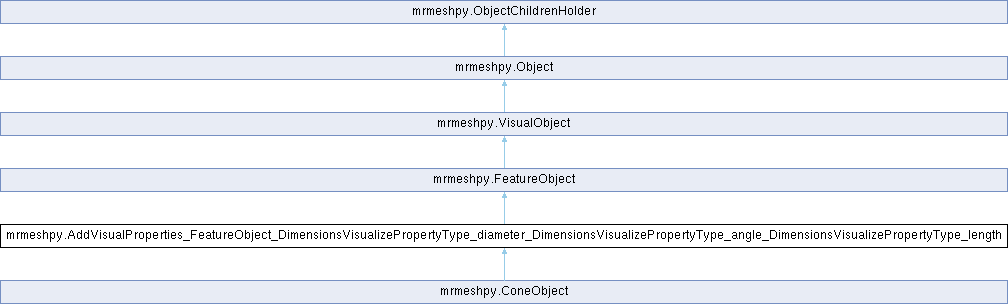 mrmeshpy.ObjectChildrenHolder
mrmeshpy.Object
mrmeshpy.VisualObject
mrmeshpy.FeatureObject
mrmeshpy.AddVisualProperties_FeatureObject_DimensionsVisualizePropertyType_diameter_DimensionsVisualizePropertyType_angle_DimensionsVisualizePropertyType_length
mrmeshpy.ConeObject